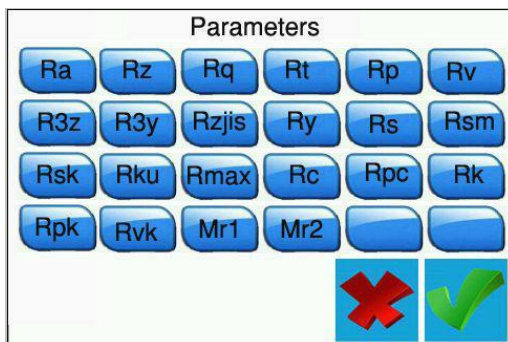 Parameters
Ra Rz Rq Rt Rp Rv
R3z R3y Rzjis Ry Rs Rsm
Rsk Rku Rmax Rc Rpc Rk
Rpk Rvk Mr1 Mr2